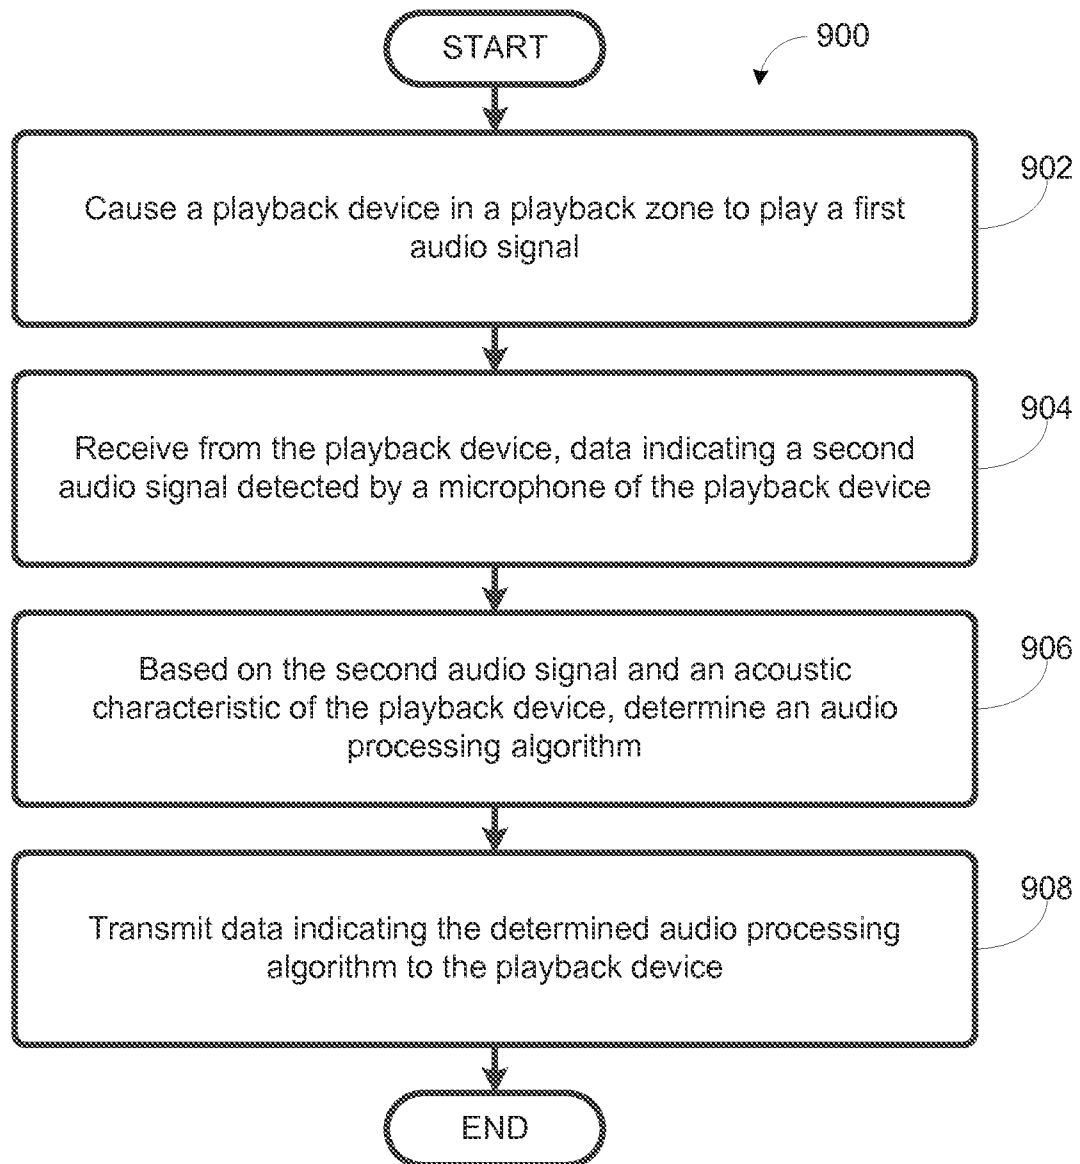 START
900
Cause a playback device in a playback zone to play a first
audio signal
902
Receive from the playback device, data indicating a second
audio signal detected by a microphone of the playback device
904
Based on the second audio signal and an acoustic
characteristic of the playback device, determine an audio
processing algorithm
906
Transmit data indicating the determined audio processing
algorithm to the playback device
908
END